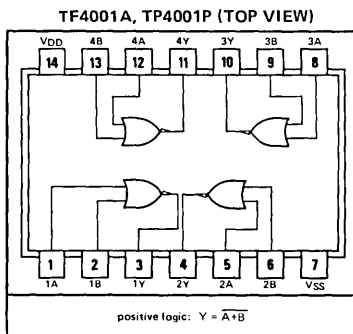 TF4001A, TP4001P (TOP VIEW)
VDD 4B 4A 4Y 3Y 3B 3A
14 13 12 11 10 9 8
1 2 3 4 5 6 7
1A 1B 1Y 2Y 2A 2B VSS
positive logic: Y = \overline{A+B}